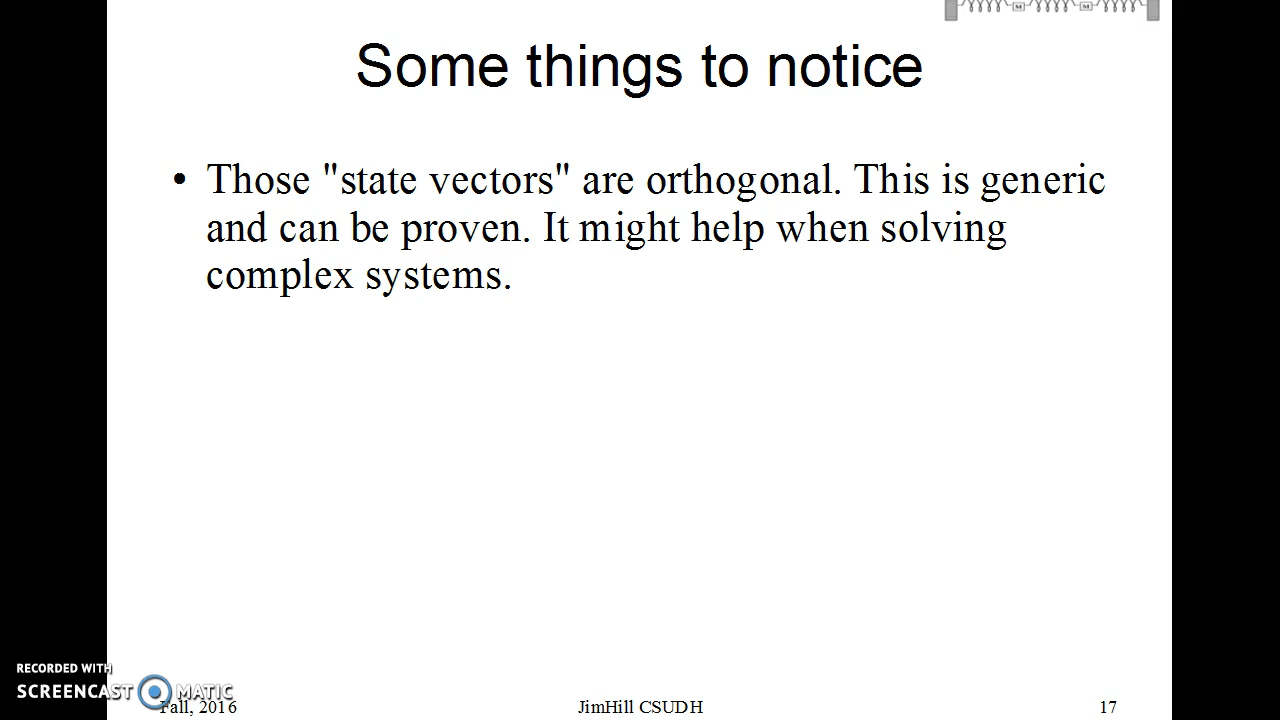 M M
Some things to notice
• Those "state vectors" are orthogonal. This is generic
and can be proven. It might help when solving
complex systems.
RECORDED WITH
SCREENCAST MATIC
Fall, 2016
JimHill CSUDH
17